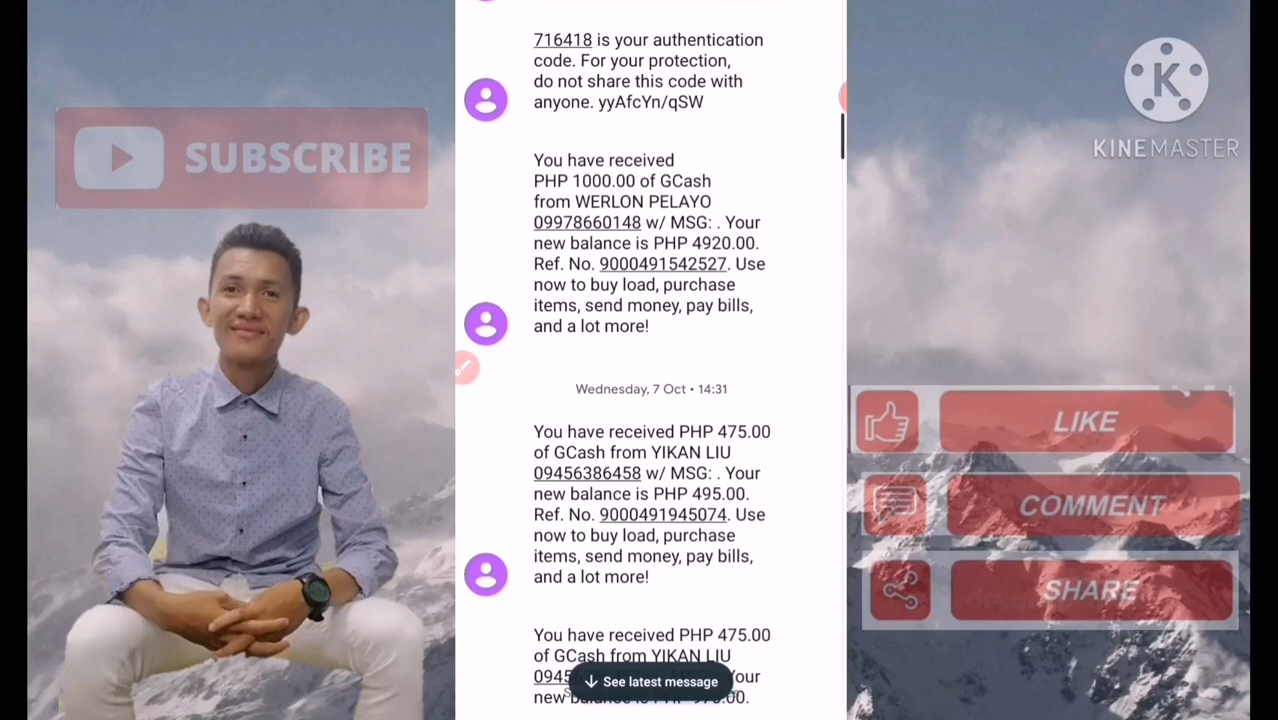 SUBSCRIBE
716418 is your authentication
code. For your protection,
do not share this code with
anyone. yyAfcYn/qSW
You have received
PHP 1000.00 of GCash
from WERLON PELAYO
09978660148 w/ MSG: . Your
new balance is PHP 4920.00.
Ref. No. 9000491542527. Use
now to buy load, purchase
items, send money, pay bills,
and a lot more!
Wednesday, 7 Oct • 14:31
You have received PHP 475.00
of GCash from YIKAN LIU
09456386458 w/ MSG: . Your
new balance is PHP 495.00.
Ref. No. 9000491945074. Use
now to buy load, purchase
items, send money, pay bills,
and a lot more!
You have received PHP 475.00
of GCash from YIKAN LIU
Your
See latest message
new balance is PHP
K
KINEMASTER
LIKE
COMMENT
SHARE